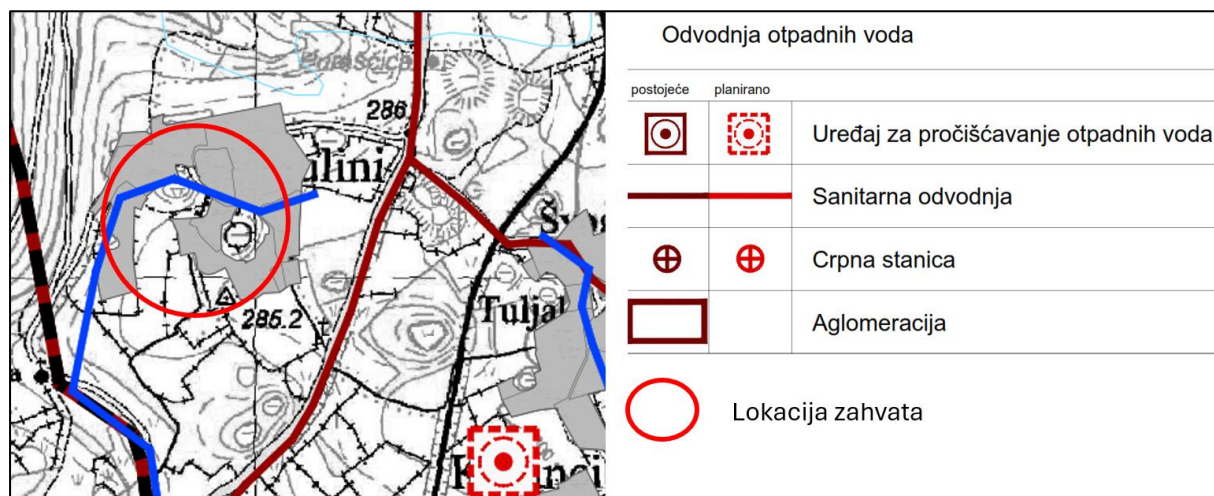 Odvodnja otpadnih voda
postojeće planirano
Uređaj za pročišćavanje otpadnih voda
Sanitarna odvodnja
Crpna stanica
Aglomeracija
Lokacija zahvata
286
285.2